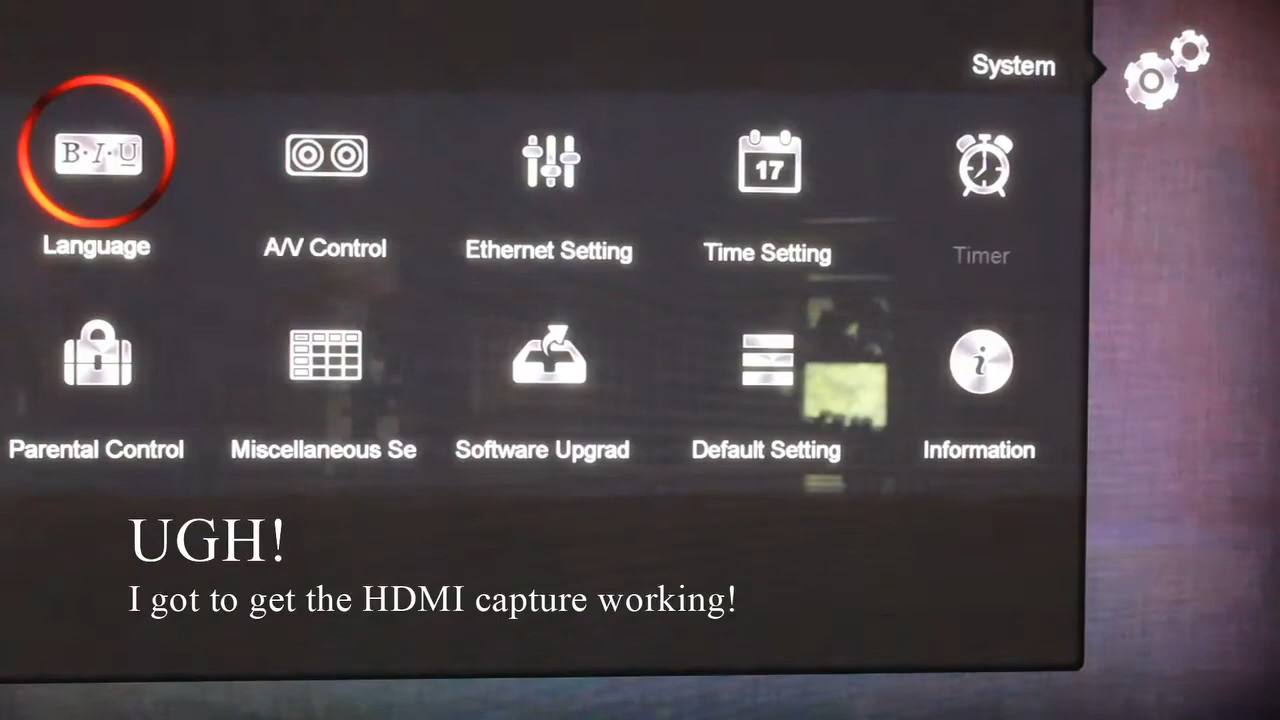 System
B·I·U
17
Language
A/V Control
Ethernet Setting
Time Setting
Timer
i
Parental Control
Miscellaneous Se
Software Upgrad
Default Setting
Information
UGH!
I got to get the HDMI capture working!